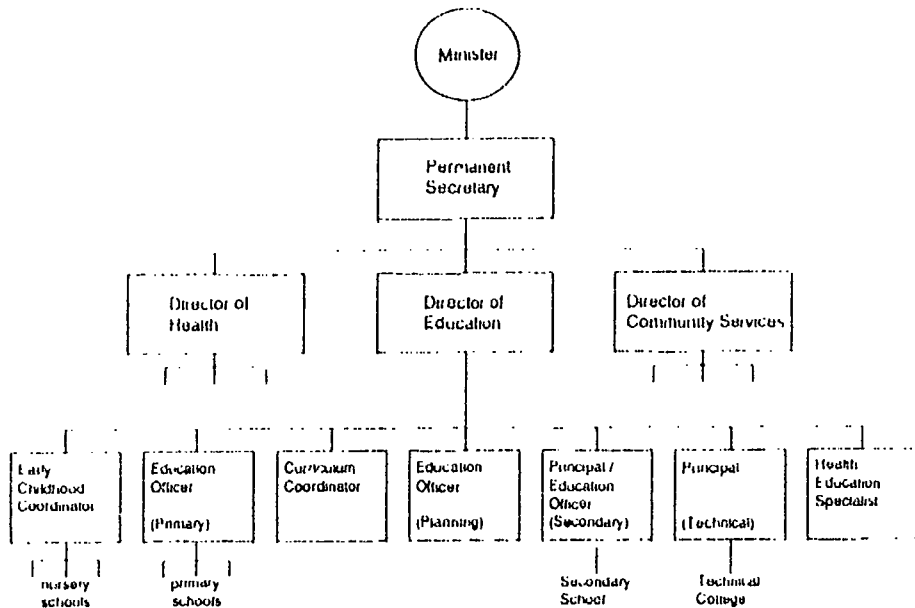 Minister
Permanent
Secretary
Director of
Health
Director of
Education
Director of
Community Services
Early
Childhood
Coordinator
Education
Officer
(Primary)
Curriculum
Coordinator
Education
Officer
(Planning)
Principal /
Education
Officer
(Secondary)
Principal
(Technical)
Health
Education
Specialist
nursery
schools
primary
schools
Secondary
School
Technical
College